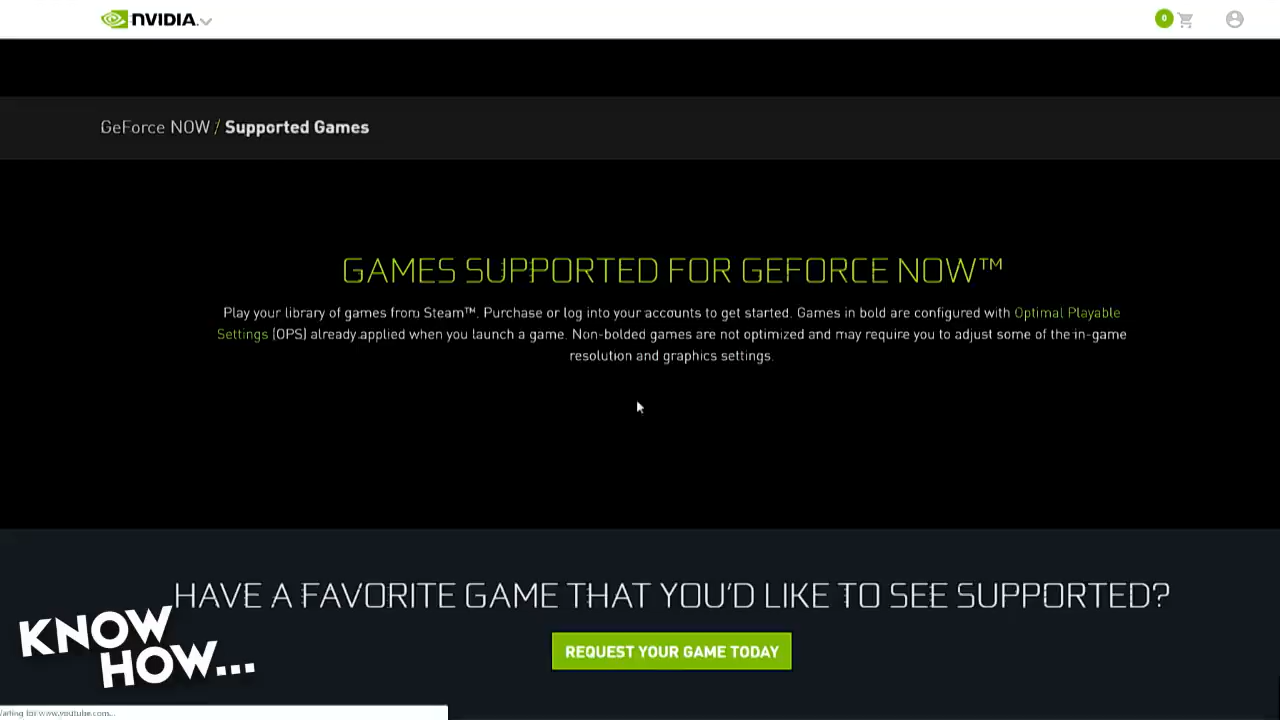 NVIDIA.
0
GeForce NOW / Supported Games
GAMES SUPPORTED FOR GEFORCE NOW™
Play your library of games from Steam™. Purchase or log into your accounts to get started. Games in bold are configured with Optimal Playable
Settings (OPS) already applied when you launch a game. Non-bolded games are not optimized and may require you to adjust some of the in-game
resolution and graphics settings.
HAVE A FAVORITE GAME THAT YOU'D LIKE TO SEE SUPPORTED?
REQUEST YOUR GAME TODAY
KNOW
HOW...
for www.youtube.com...